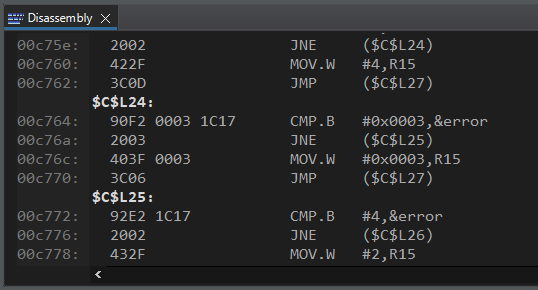 Disassembly
00c75e: 2002 JNE ($C$L24)
00c760: 422F MOV.W #4,R15
00c762: 3C0D JMP ($C$L27)
$C$L24:
00c764: 90F2 0003 1C17 CMP.B #0x0003,&error
00c76a: 2003 JNE ($C$L25)
00c76c: 403F 0003 MOV.W #0x0003,R15
00c770: 3C06 JMP ($C$L27)
$C$L25:
00c772: 92E2 1C17 CMP.B #4,&error
00c776: 2002 JNE ($C$L26)
00c778: 432F MOV.W #2,R15